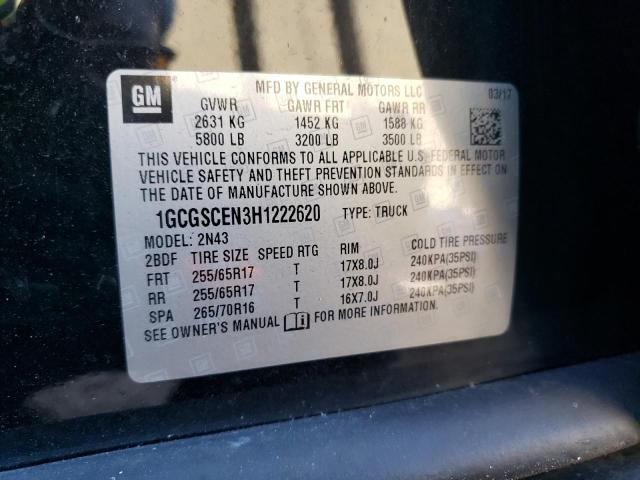 GM
MFD BY GENERAL MOTORS LLC 03/17
GVWR GAWR FRT GAWR RR
2631 KG 1452 KG 1588 KG
5800 LB 3200 LB 3500 LB
THIS VEHICLE CONFORMS TO ALL APPLICABLE U.S. FEDERAL MOTOR
VEHICLE SAFETY AND THEFT PREVENTION STANDARDS IN EFFECT ON
THE DATE OF MANUFACTURE SHOWN ABOVE.
1GCGSCEN3H1222620 TYPE: TRUCK
MODEL: 2N43
2BDF TIRE SIZE SPEED RTG RIM COLD TIRE PRESSURE
FRT 255/65R17 T 17X8.0J 240KPA(35PSI)
RR 255/65R17 T 17X8.0J 240KPA(35PSI)
SPA 265/70R16 T 16X7.0J 240KPA(35PSI)
SEE OWNER'S MANUAL FOR MORE INFORMATION.